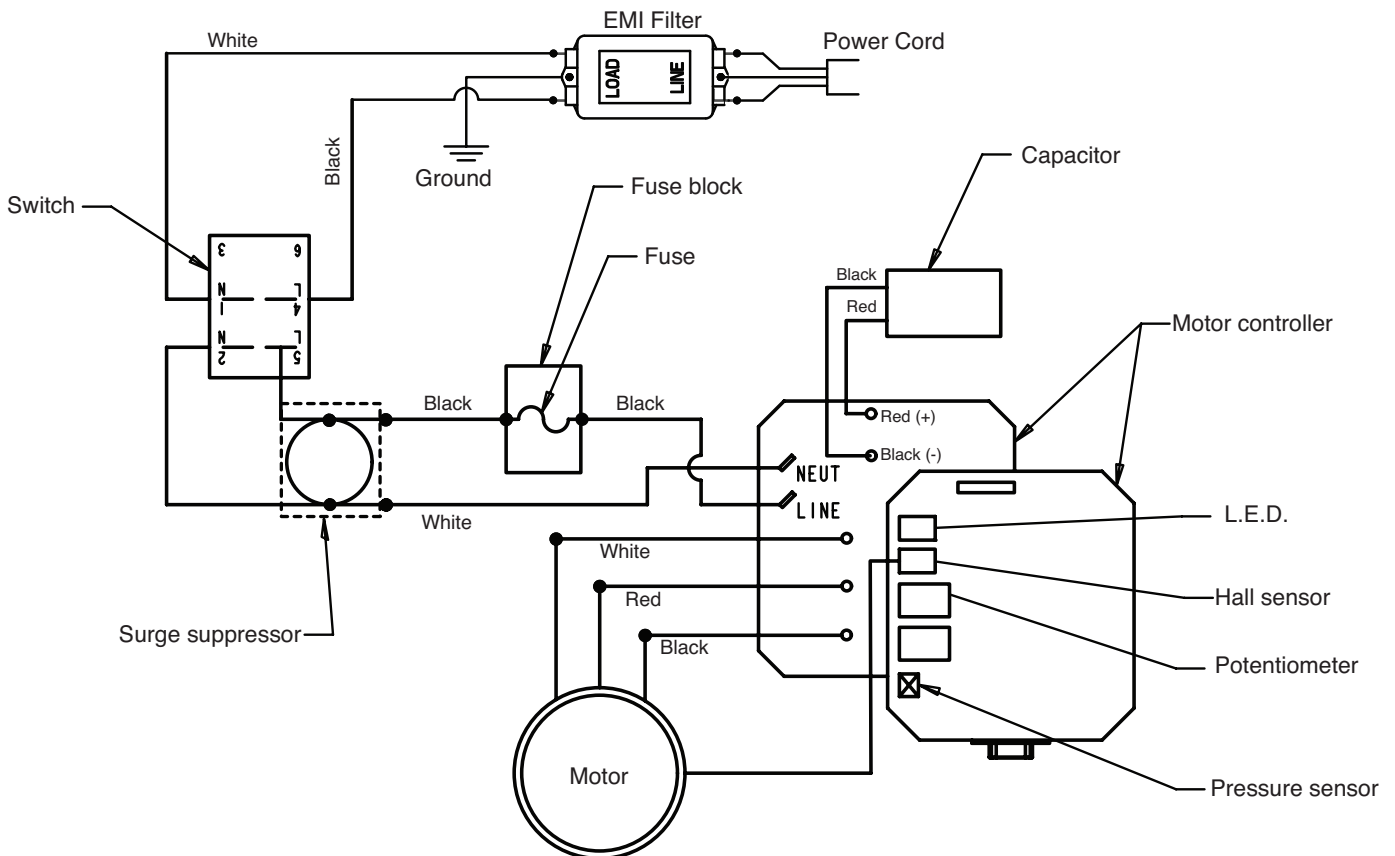 EMI Filter
White
Power Cord
LOAD
LINE
Black
Ground
Capacitor
Fuse block
Switch
3
6
Fuse
Black
N
L
1
4
Red
Motor controller
N
L
2
5
Black
Black
Red (+)
Black (-)
NEUT
LINE
White
L.E.D.
White
Red
Hall sensor
Surge suppressor
Black
Potentiometer
Motor
Pressure sensor